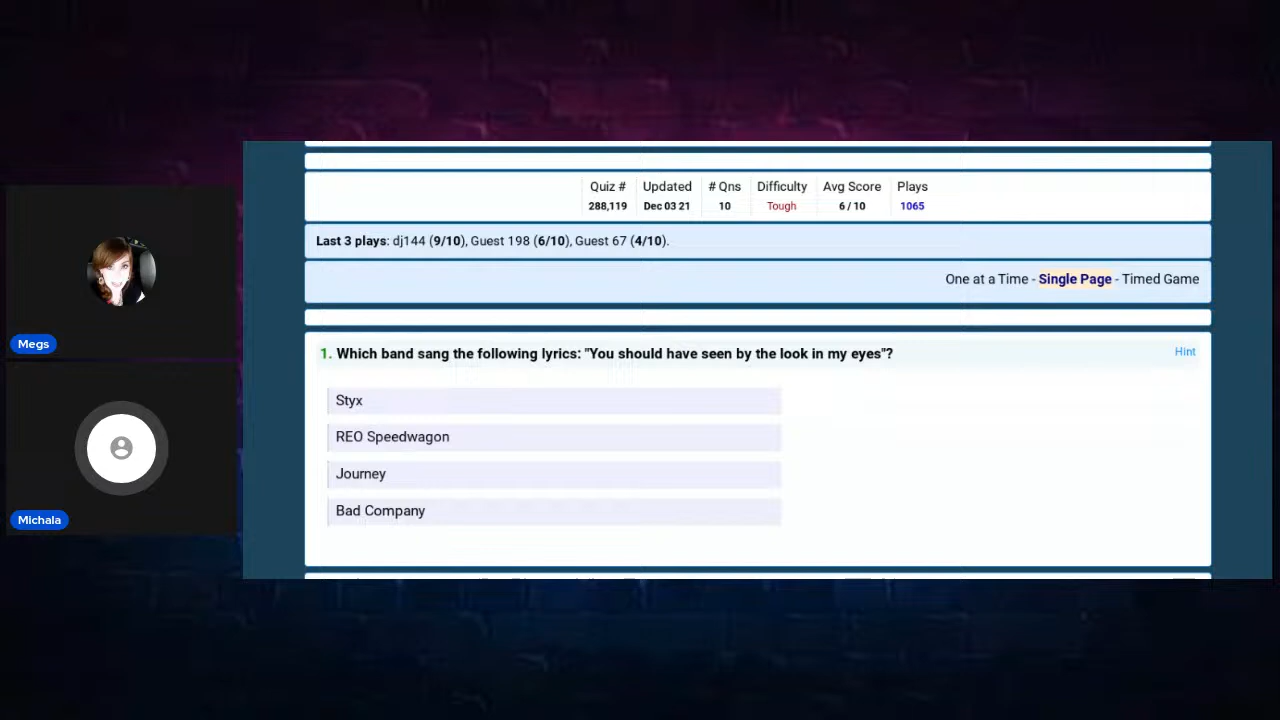 Quiz # Updated # Qns Difficulty Avg Score Plays
288,119 Dec 03 21 10 Tough 6 / 10 1065
Last 3 plays: dj144 (9/10), Guest 198 (6/10), Guest 67 (4/10).
One at a Time - Single Page - Timed Game
1. Which band sang the following lyrics: "You should have seen by the look in my eyes"?
Hint
Styx
REO Speedwagon
Journey
Bad Company
Megs
Michala